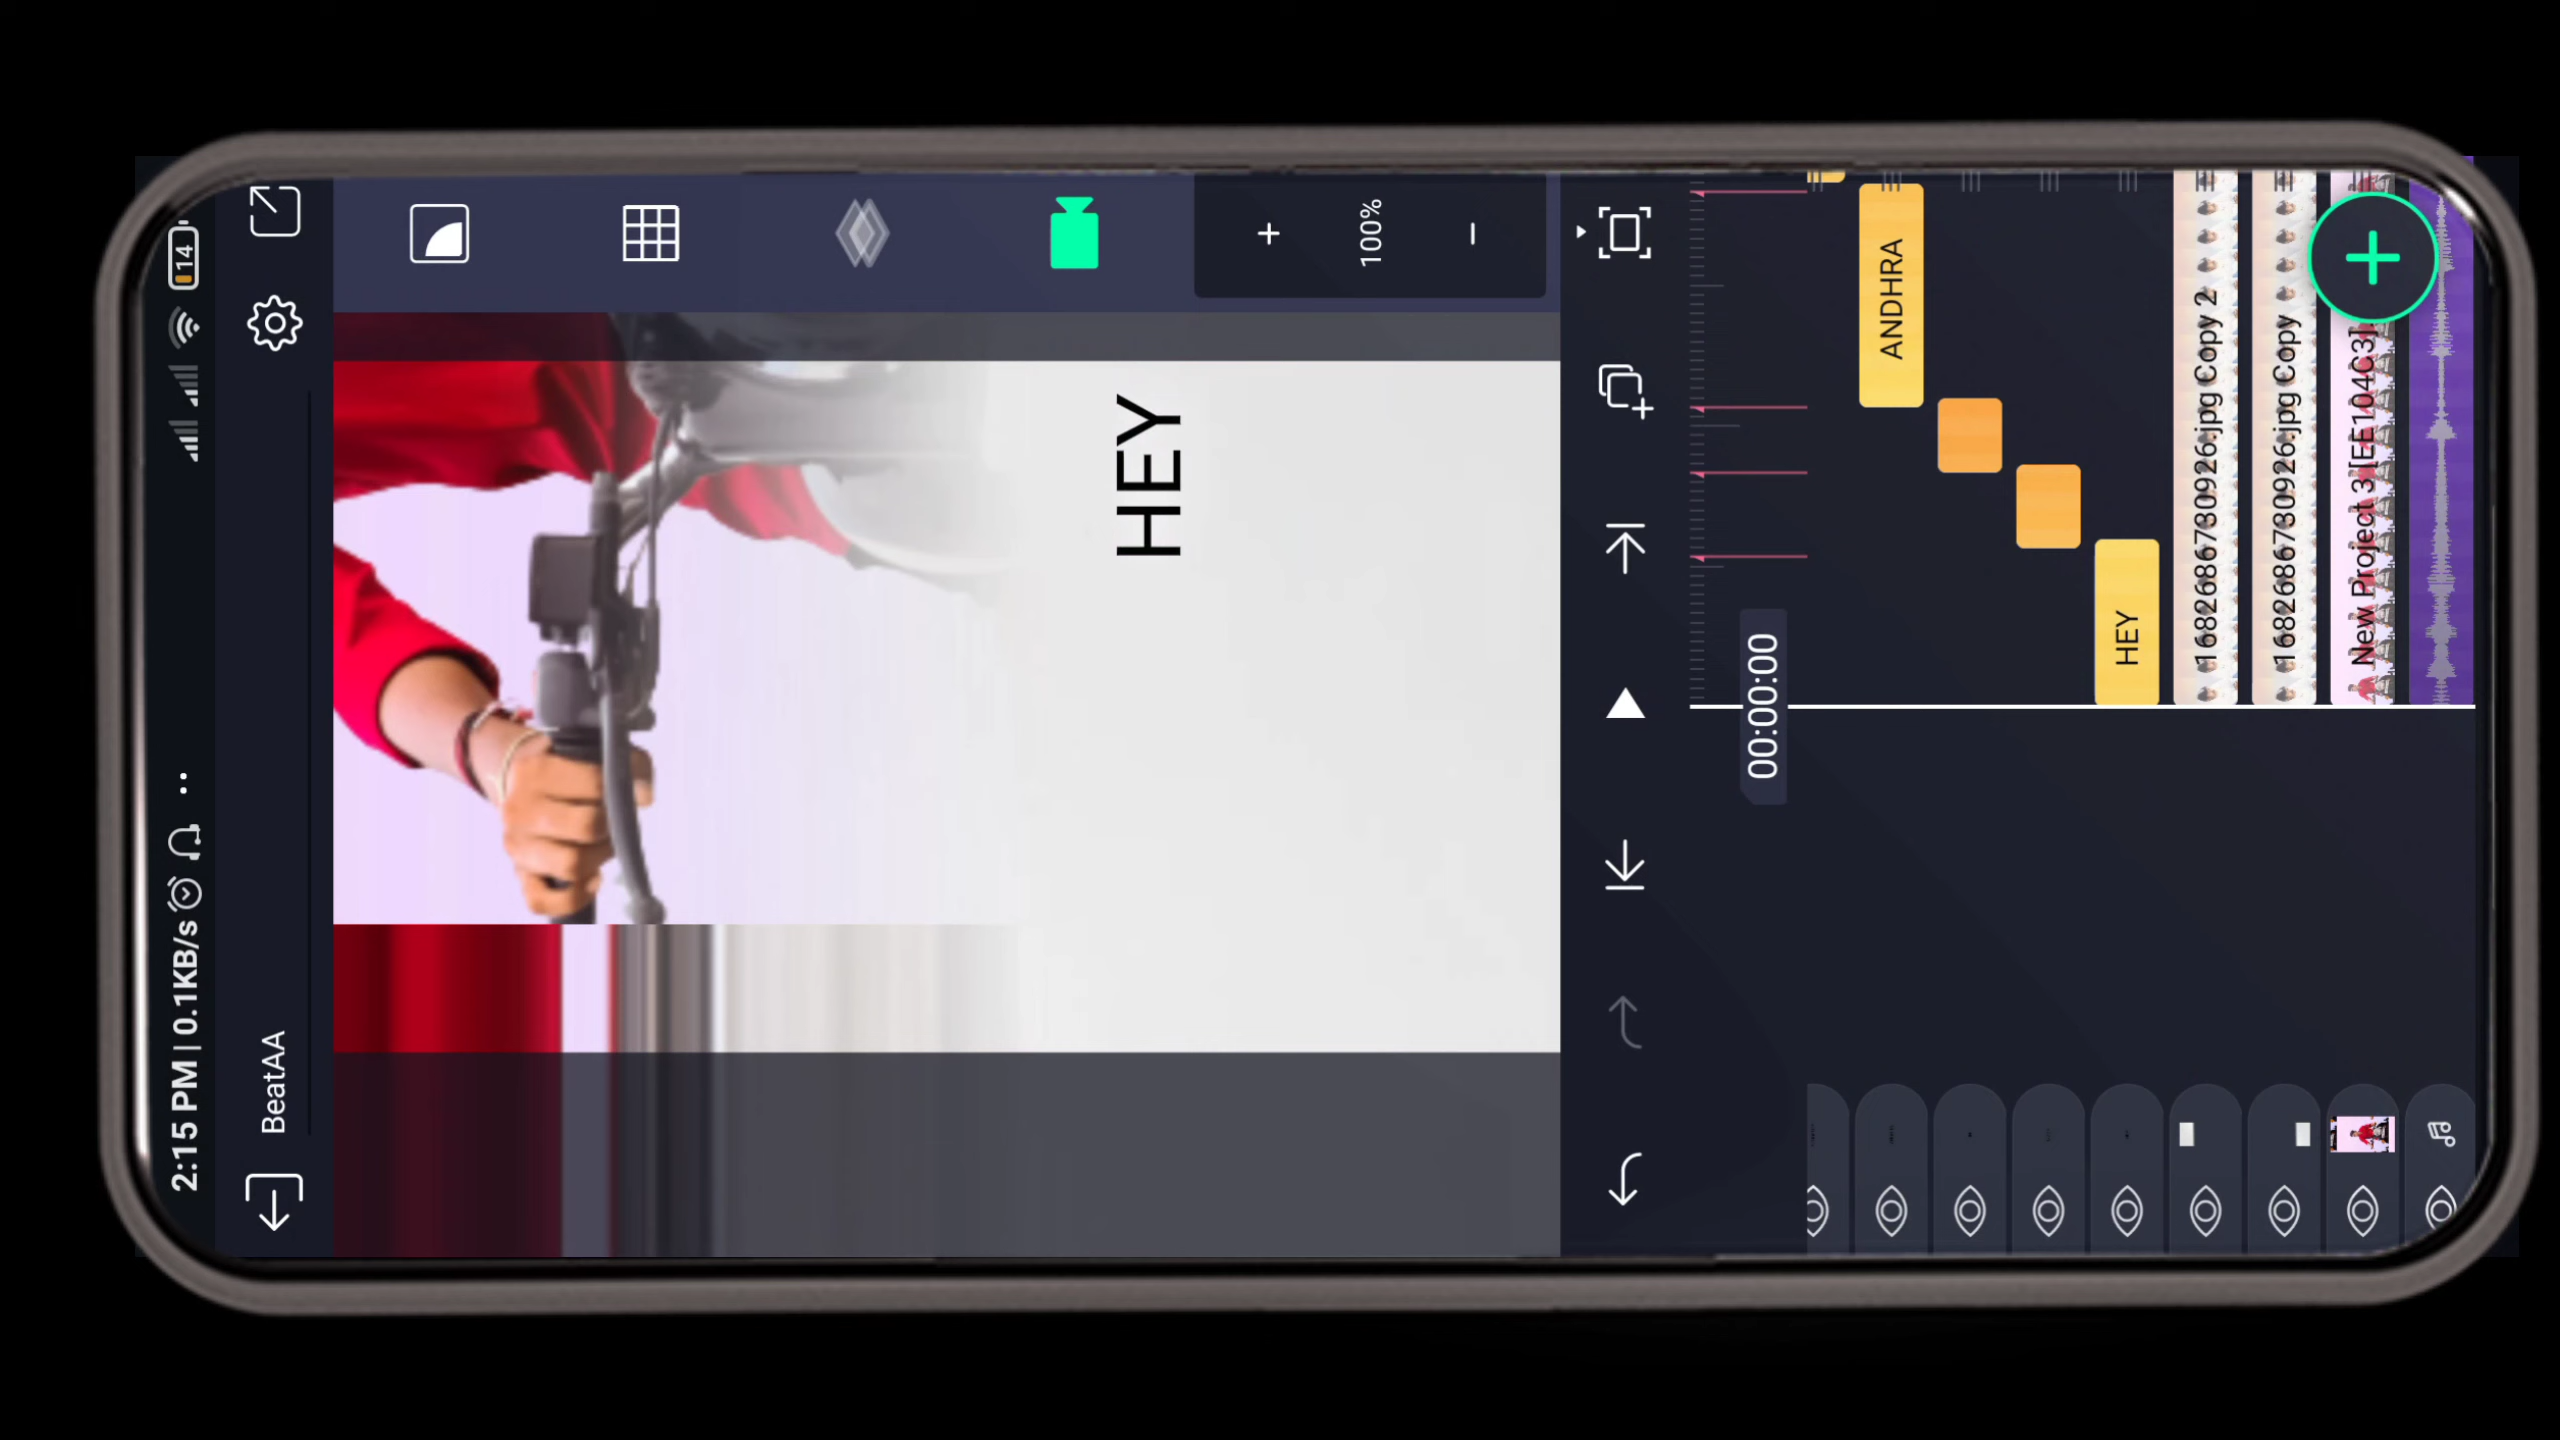 2:15 PM | 0.1KB/s
14
BeatAA
HEY
+ 100% −
00:00:00
ANDHRA
HEY
1682686730926.jpg Copy 2
1682686730926.jpg Copy
New Project 3[EE104C3]